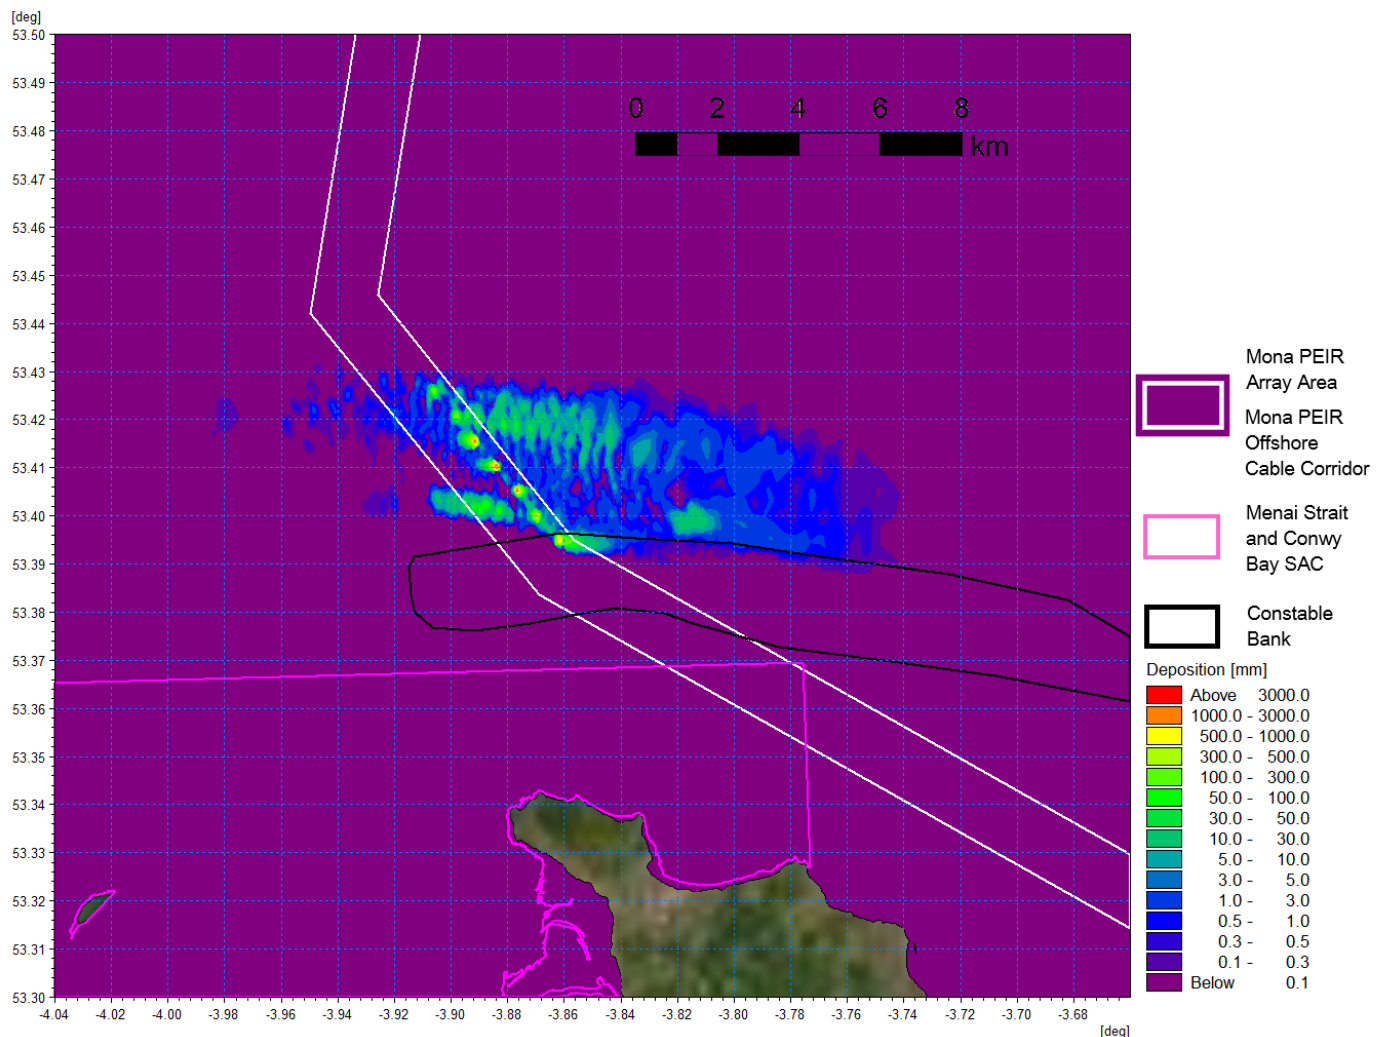 [deg]
53.50
53.49
53.48
53.47
53.46
53.45
53.44
53.43
53.42
53.41
53.40
53.39
53.38
53.37
53.36
53.35
53.34
53.33
53.32
53.31
53.30
0 2 4 6 8
km
-4.04 -4.02 -4.00 -3.98 -3.96 -3.94 -3.92 -3.90 -3.88 -3.86 -3.84 -3.82 -3.80 -3.78 -3.76 -3.74 -3.72 -3.70 -3.68
[deg]
Mona PEIR
Array Area
Mona PEIR
Offshore
Cable Corridor
Menai Strait
and Conwy
Bay SAC
Constable
Bank
Deposition [mm]
Above 3000.0
1000.0 - 3000.0
500.0 - 1000.0
300.0 - 500.0
100.0 - 300.0
50.0 - 100.0
30.0 - 50.0
10.0 - 30.0
5.0 - 10.0
3.0 - 5.0
1.0 - 3.0
0.5 - 1.0
0.3 - 0.5
0.1 - 0.3
Below 0.1